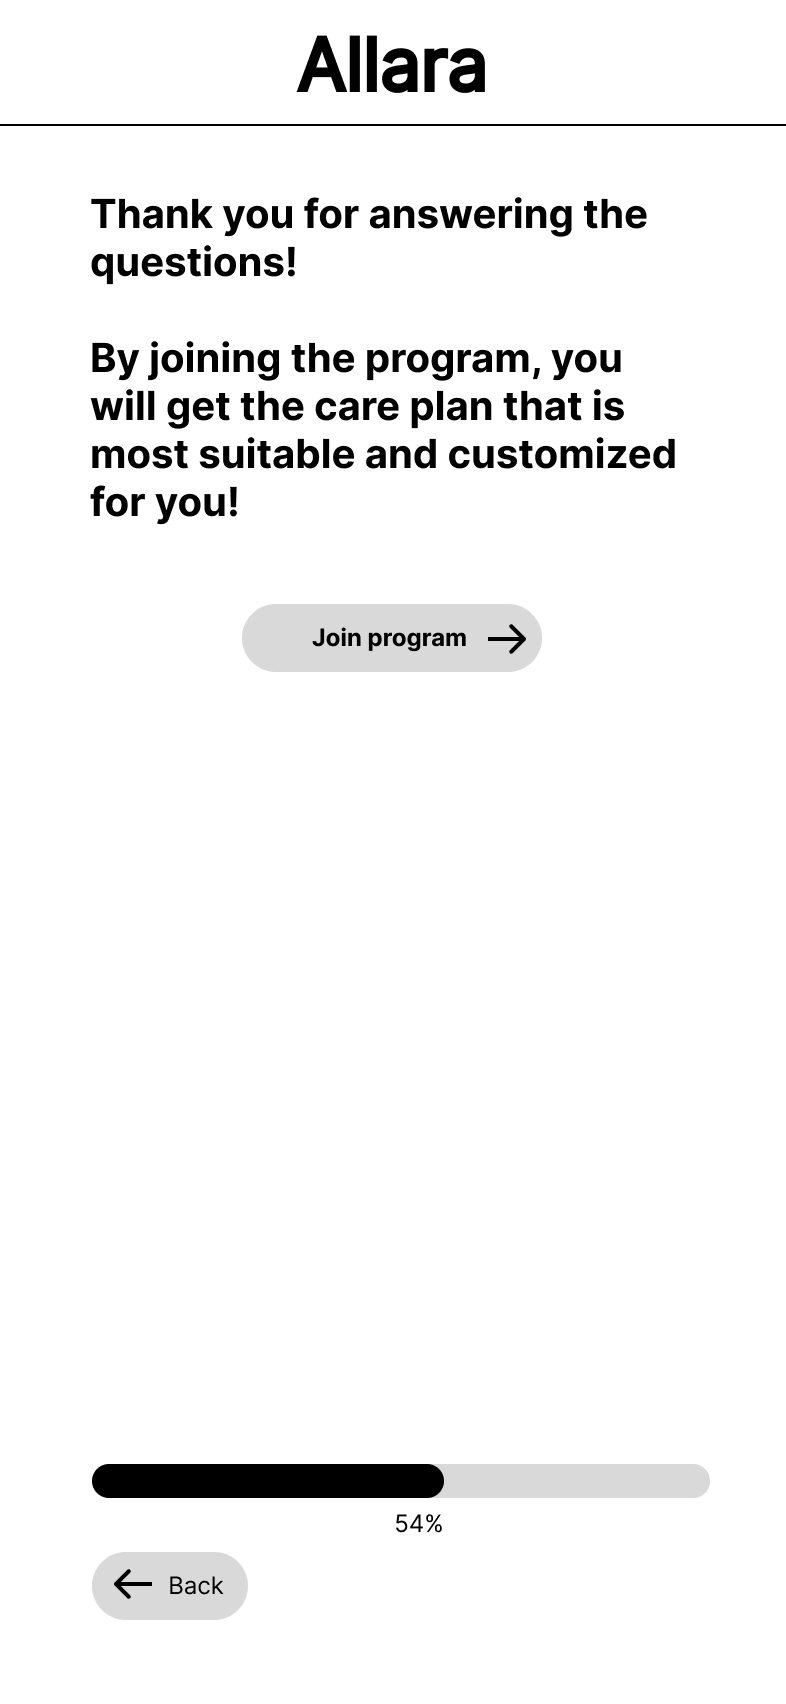 Allara
Thank you for answering the
questions!
By joining the program, you
will get the care plan that is
most suitable and customized
for you!
Join program
54%
Back